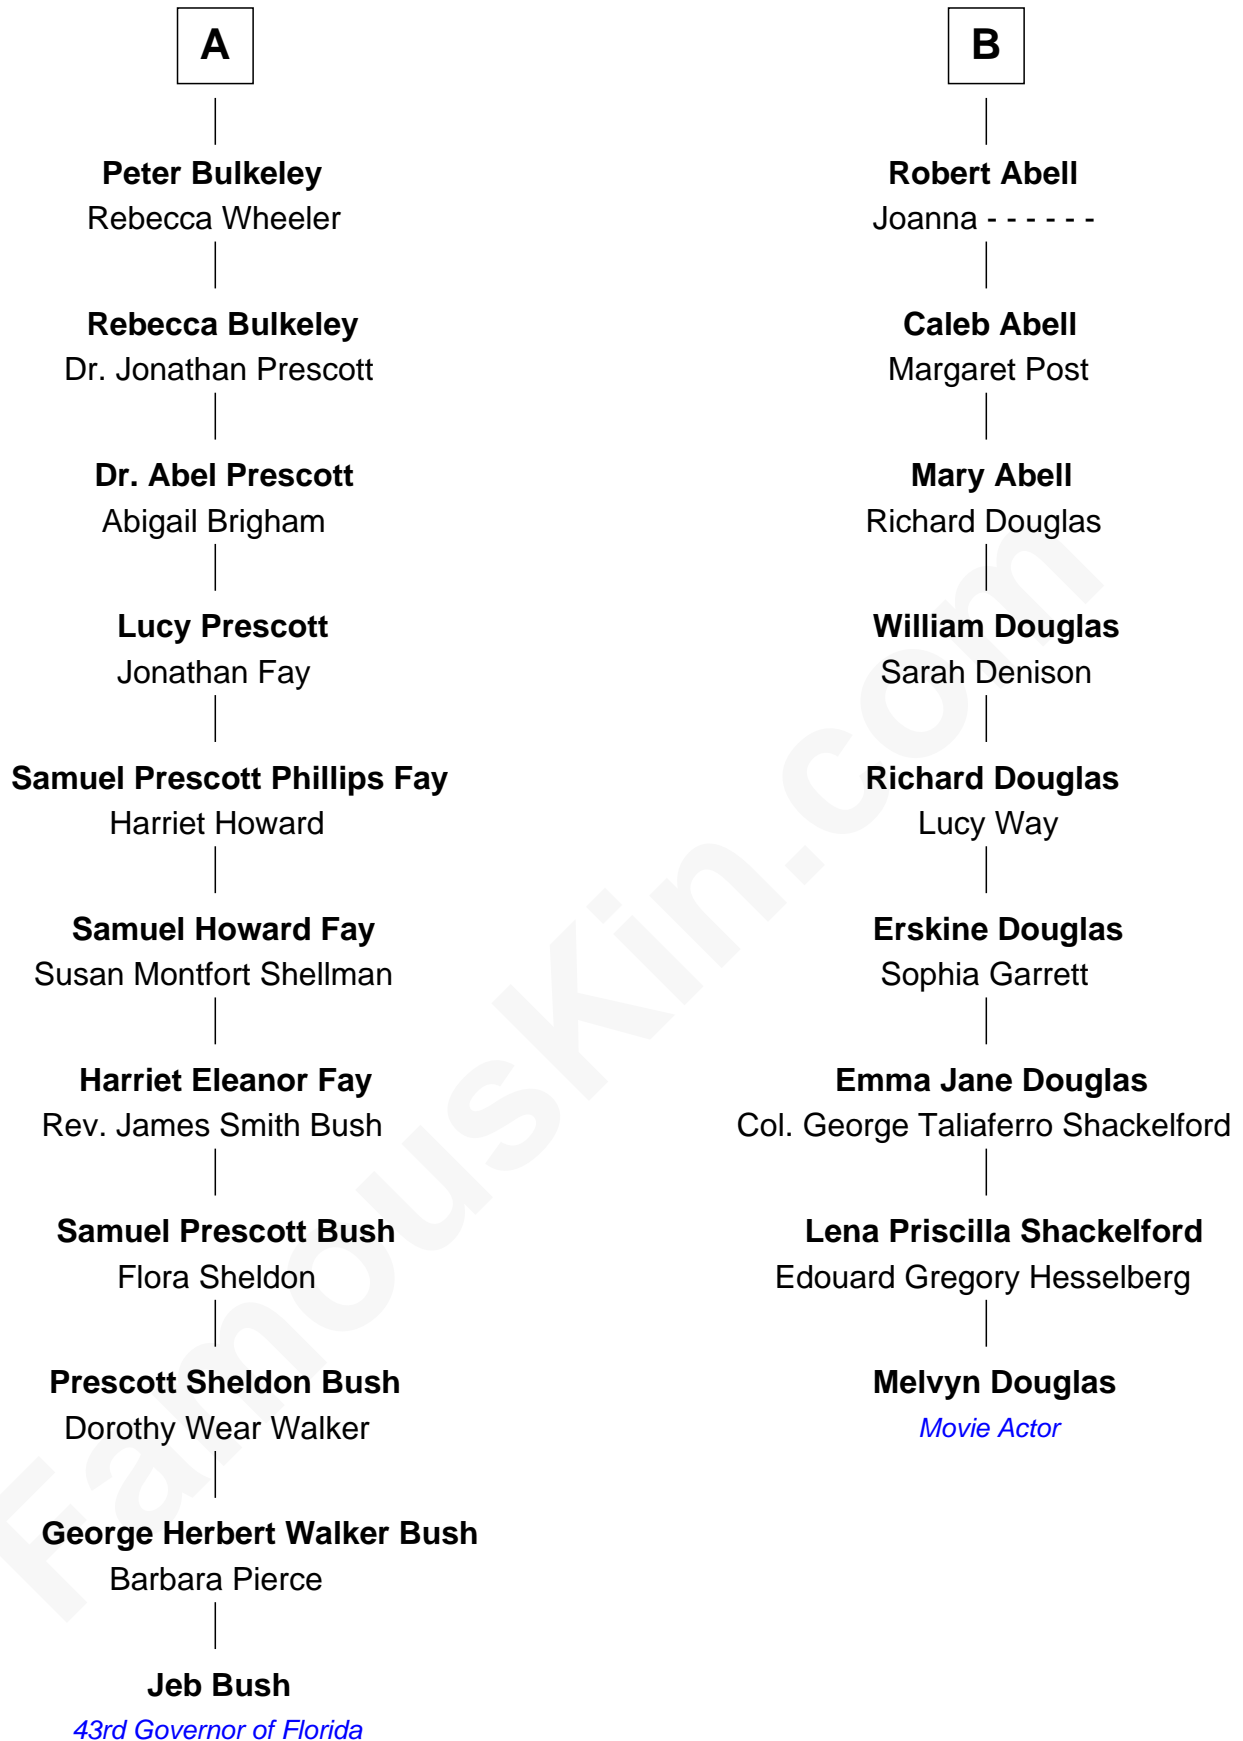 A
Peter Bulkeley
Rebecca Wheeler
Rebecca Bulkeley
Dr. Jonathan Prescott
Dr. Abel Prescott
Abigail Brigham
Lucy Prescott
Jonathan Fay
Samuel Prescott Phillips Fay
Harriet Howard
Samuel Howard Fay
Susan Montfort Shellman
Harriet Eleanor Fay
Rev. James Smith Bush
Samuel Prescott Bush
Flora Sheldon
Prescott Sheldon Bush
Dorothy Wear Walker
George Herbert Walker Bush
Barbara Pierce
Jeb Bush
43rd Governor of Florida
B
Robert Abell
Joanna - - - - - -
Caleb Abell
Margaret Post
Mary Abell
Richard Douglas
William Douglas
Sarah Denison
Richard Douglas
Lucy Way
Erskine Douglas
Sophia Garrett
Emma Jane Douglas
Col. George Taliaferro Shackelford
Lena Priscilla Shackelford
Edouard Gregory Hesselberg
Melvyn Douglas
Movie Actor
FamousKin.com